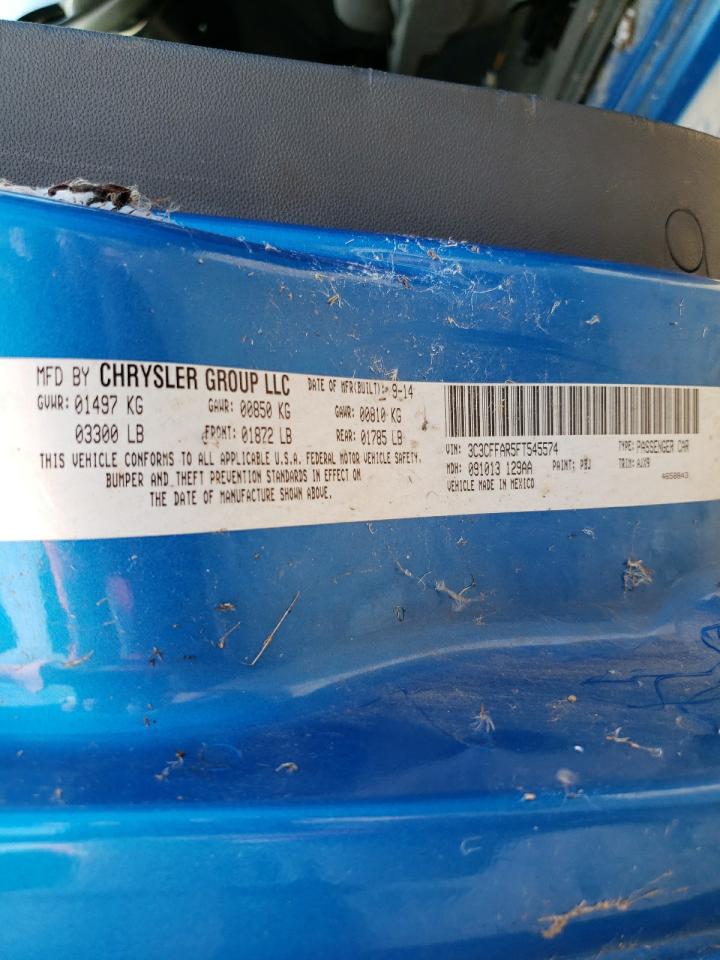 MFD BY CHRYSLER GROUP LLC DATE OF MFR(BUILT): 9-14
GVWR: 01497 KG GAWR: 00850 KG GAWR: 00810 KG
03300 LB FRONT: 01872 LB REAR: 01785 LB
THIS VEHICLE CONFORMS TO ALL APPLICABLE U.S.A. FEDERAL MOTOR VEHICLE SAFETY.
BUMPER AND THEFT PREVENTION STANDARDS IN EFFECT ON
THE DATE OF MANUFACTURE SHOWN ABOVE.
VIN: 3C3CFFAR5FT545574 TYPE: PASSENGER CAR
MDH: 091013 129AA PAINT: PBJ TRIM: AJX9
VEHICLE MADE IN MEXICO 4658943